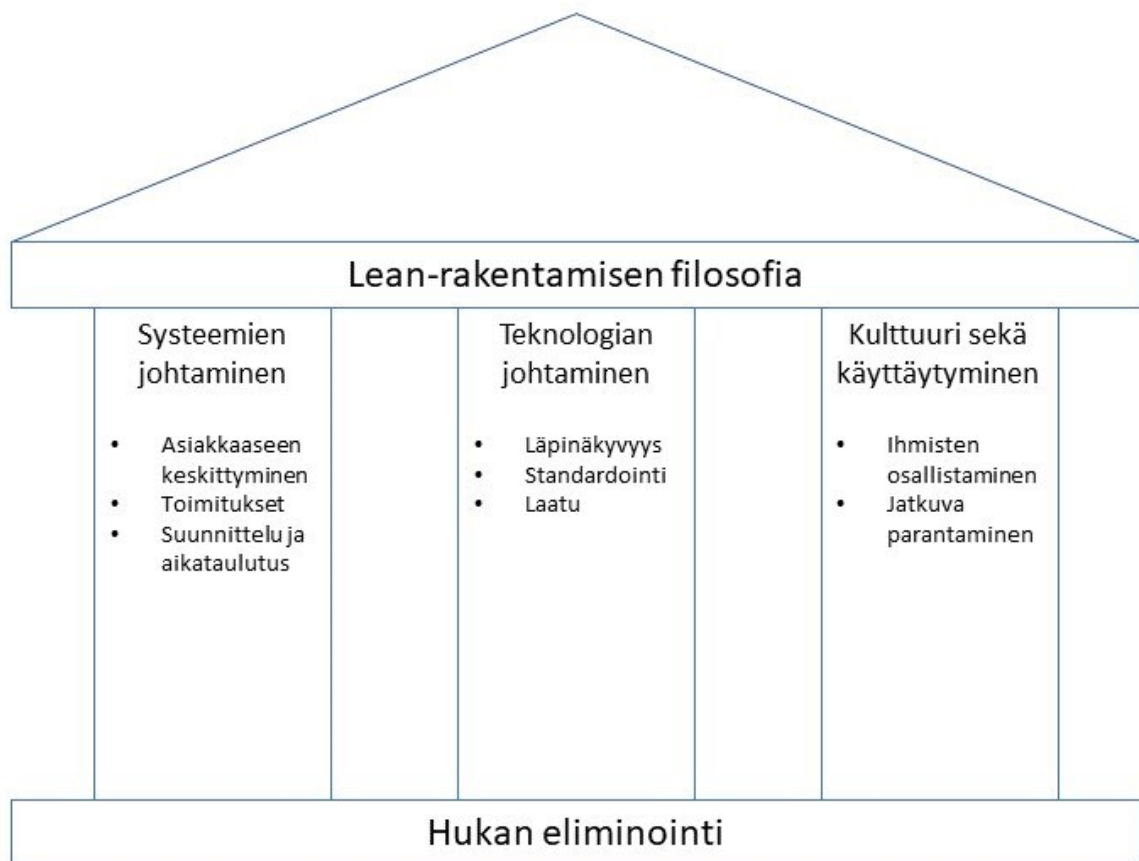 Lean-rakentamisen filosofia
Systeemien
johtaminen
• Asiakkaaseen
keskittyminen
• Toimitukset
• Suunnittelu ja
aikataulutus
Teknologian
johtaminen
• Läpinäkyvyys
• Standardointi
• Laatu
Kulttuuri sekä
käyttäytyminen
• Ihmisten
osallistaminen
• Jatkuva
parantaminen
Hukan eliminointi